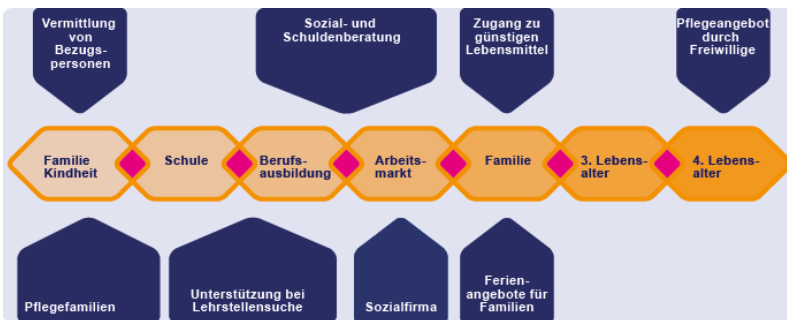 Vermittlung
von
Bezugs-
personen
Sozial- und
Schuldenberatung
Zugang zu
günstigen
Lebensmittel
Pflegeangebot
durch
Freiwillige
Familie
Kindheit
Schule
Berufs-
ausbildung
Arbeits-
markt
Familie
3. Lebens-
alter
4. Lebens-
alter
Pflegefamilien
Unterstützung bei
Lehrstellensuche
Sozialfirma
Ferien-
angebote für
Familien